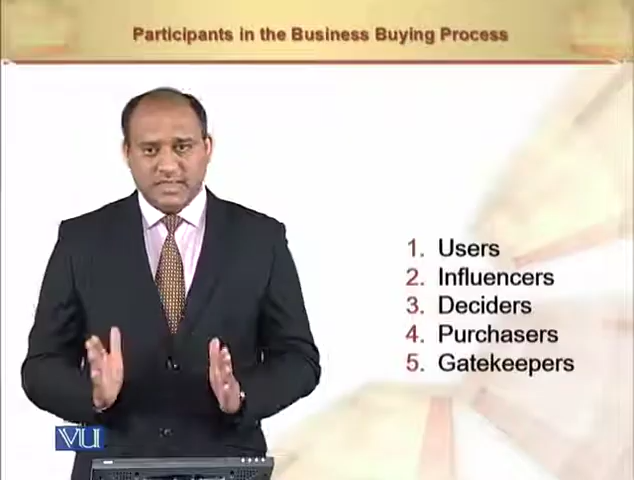 Participants in the Business Buying Process
1. Users
2. Influencers
3. Deciders
4. Purchasers
5. Gatekeepers
VU